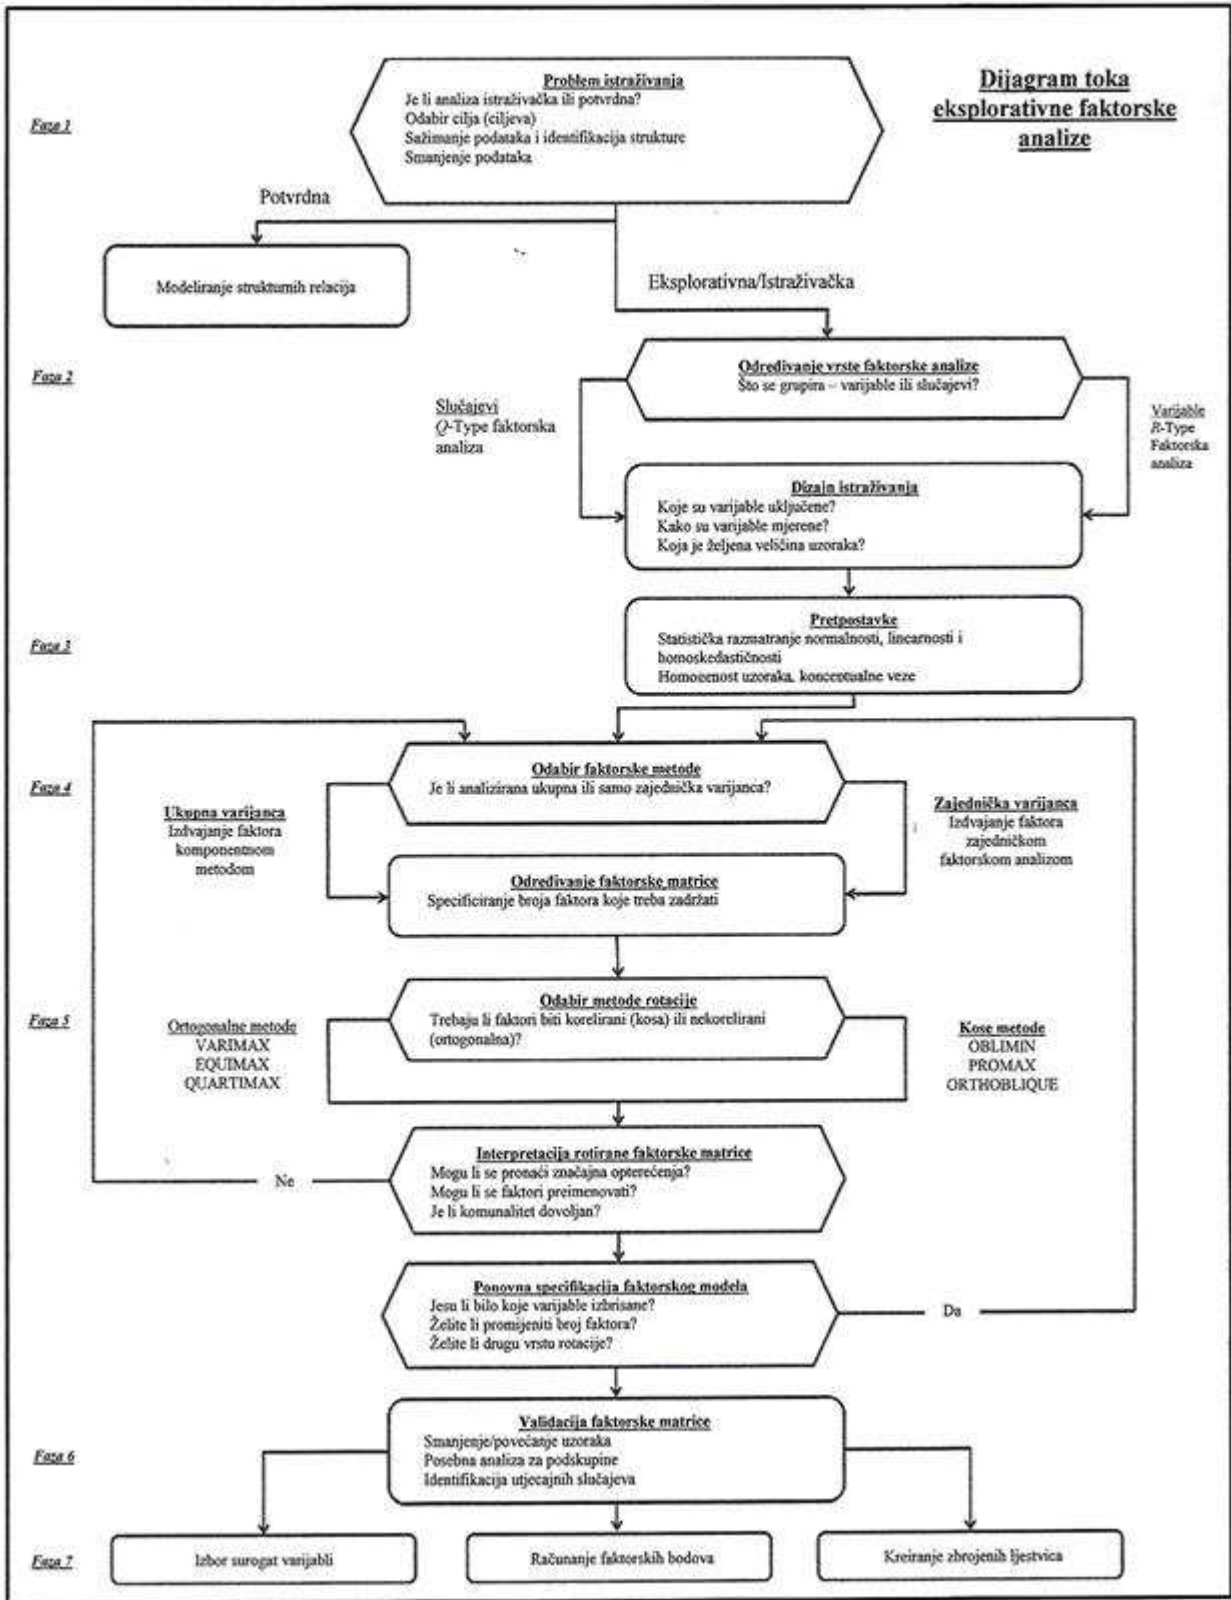 Dijagram toka
eksplorativne faktorske
analize
Faza 1
Problem istraživanja
Je li analiza istraživačka ili potvrdna?
Odabir cilja (ciljeva)
Sažimanje podataka i identifikacija strukture
Smanjenje podataka
Potvrdna
Modeliranje strukturnih relacija
Eksplorativna/Istraživačka
Faza 2
Određivanje vrste faktorske analize
Što se grupira – varijable ili slučajevi?
Slučajevi
Q-Type faktorska
analiza
Varijable
R-Type
Faktorska
analiza
Dizajn istraživanja
Koje su varijable uključene?
Kako su varijable mjerene?
Koja je željena veličina uzoraka?
Faza 3
Pretpostavke
Statistička razmatranje normalnosti, linearnosti i
homoskedastičnosti
Homogenost uzoraka, konceptualne veze
Faza 4
Odabir faktorske metode
Je li analizirana ukupna ili samo zajednička varijanca?
Ukupna varijanca
Izdvajanje faktora
komponentnom
metodom
Zajednička varijanca
Izdvajanje faktora
zajedničkom
faktorskom analizom
Određivanje faktorske matrice
Specificiranje broja faktora koje treba zadržati
Faza 5
Odabir metode rotacije
Trebaju li faktori biti korelirani (kosa) ili nekorelirani
(ortogonalna)?
Ortogonalne metode
VARIMAX
EQUIMAX
QUARTIMAX
Kose metode
OBLIMIN
PROMAX
ORTHOBLIQUE
Interpretacija rotirane faktorske matrice
Mogu li se pronaći značajna opterećenja?
Mogu li se faktori preimenovati?
Je li komunalitet dovoljan?
Ne
Ponovna specifikacija faktorskog modela
Jesu li bilo koje varijable izbrisane?
Želite li promijeniti broj faktora?
Želite li drugu vrstu rotacije?
Da
Faza 6
Validacija faktorske matrice
Smanjenje/povećanje uzoraka
Posebna analiza za podskupine
Identifikacija utjecajnih slučajeva
Faza 7
Izbor surogat varijabli
Računanje faktorskih bodova
Kreiranje zbrojenih ljestvica